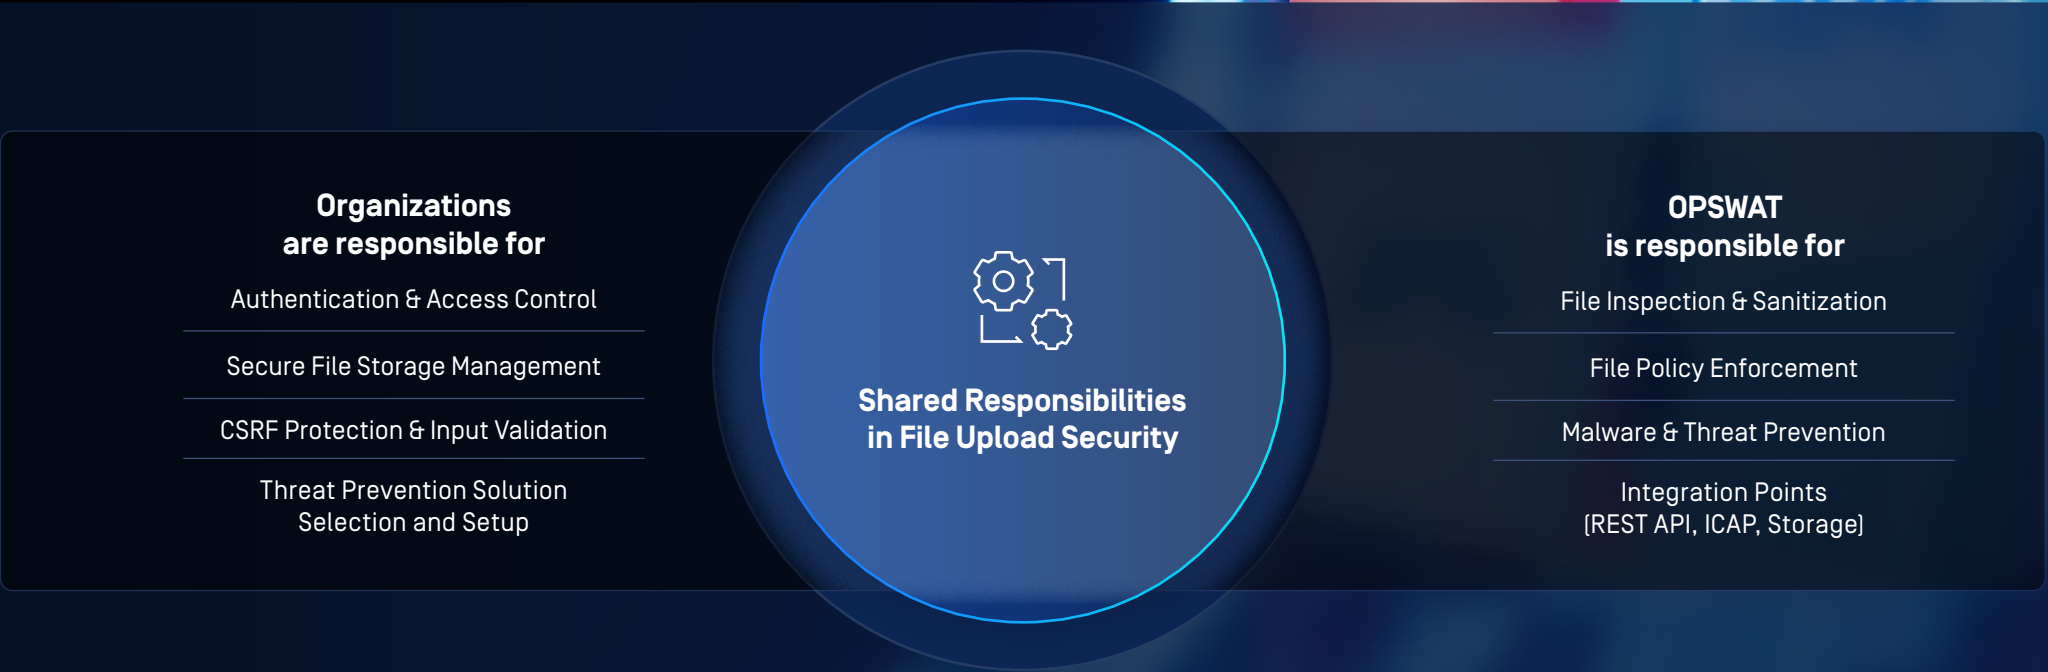 Organizations
are responsible for
Authentication & Access Control
Secure File Storage Management
CSRF Protection & Input Validation
Threat Prevention Solution
Selection and Setup
Shared Responsibilities
in File Upload Security
OPSWAT
is responsible for
File Inspection & Sanitization
File Policy Enforcement
Malware & Threat Prevention
Integration Points
(REST API, ICAP, Storage)